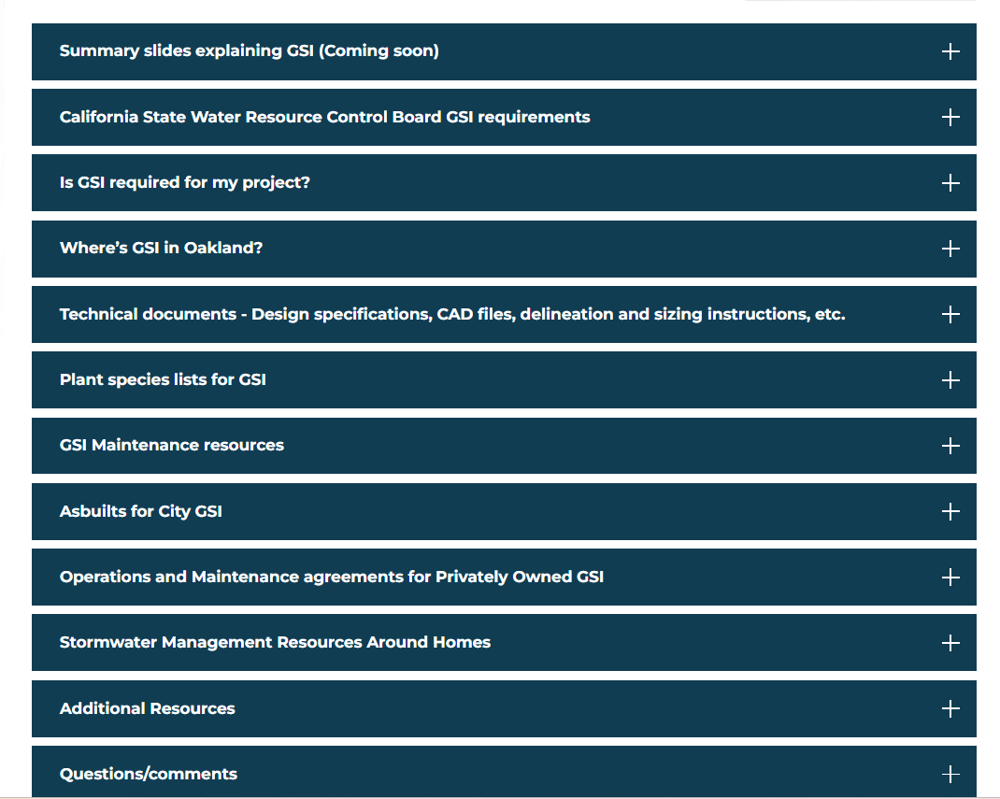 Summary slides explaining GSI (Coming soon)
California State Water Resource Control Board GSI requirements
Is GSI required for my project?
Where’s GSI in Oakland?
Technical documents - Design specifications, CAD files, delineation and sizing instructions, etc.
Plant species lists for GSI
GSI Maintenance resources
Asbuilts for City GSI
Operations and Maintenance agreements for Privately Owned GSI
Stormwater Management Resources Around Homes
Additional Resources
Questions/comments